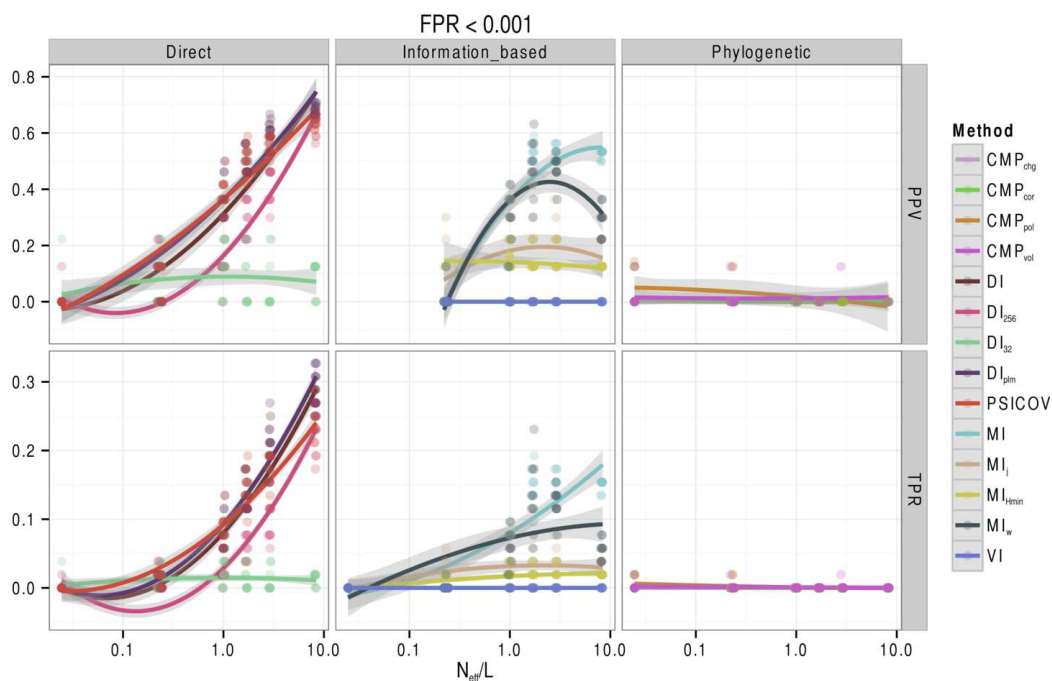 FPR < 0.001
Direct Information_based Phylogenetic
0.8
0.6
0.4
0.2
0.0
PPV
0.3
0.2
0.1
0.0
TPR
0.1 1.0 10.0 0.1 1.0 10.0 0.1 1.0 10.0
Neff/L
Method
CMPchg
CMPcor
CMPpol
CMPvol
DI
DI256
DI32
DIplm
PSICOV
MI
MIj
MIHmin
MIw
VI